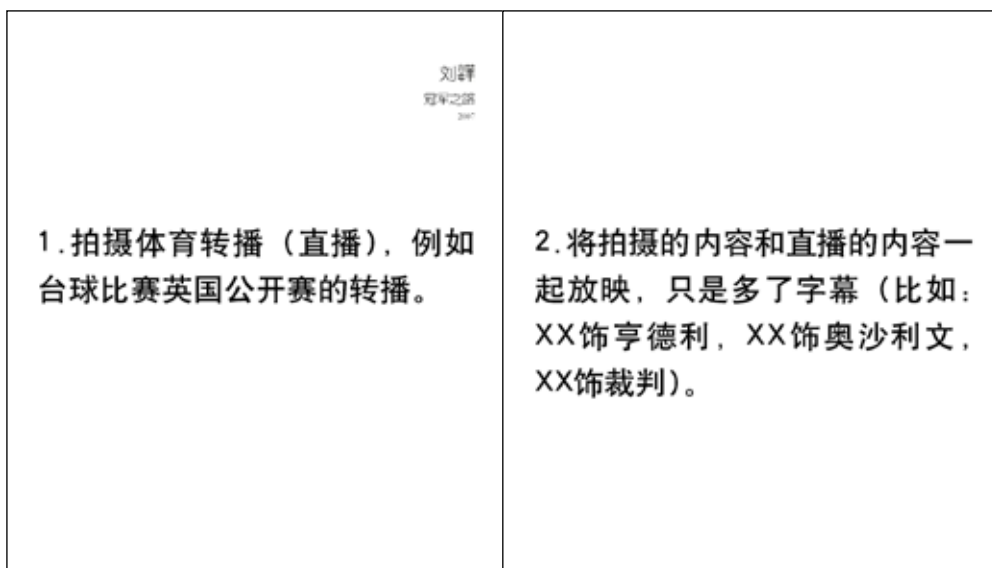 刘韡
冠军之路
2007
1.拍摄体育转播（直播），例如
台球比赛英国公开赛的转播。
2.将拍摄的内容和直播的内容一
起放映，只是多了字幕（比如：
XX饰亨德利，XX饰奥沙利文，
XX饰裁判）。